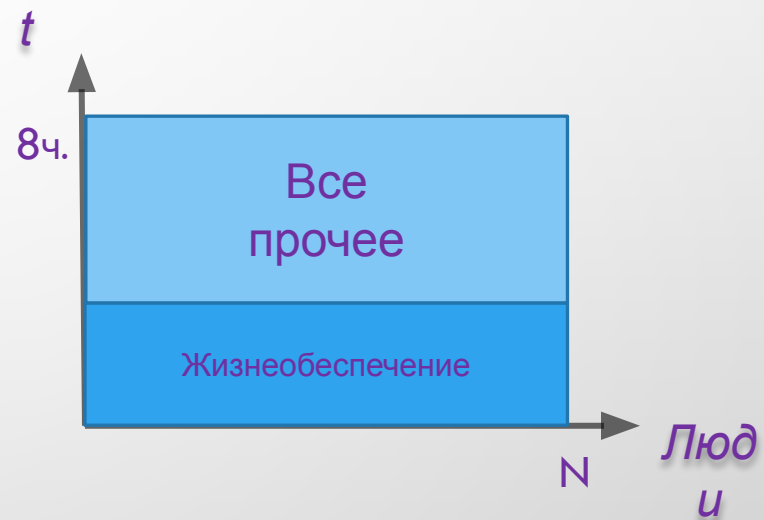 t
8ч.
Все
прочее
Жизнеобеспечение
N
Люд
и